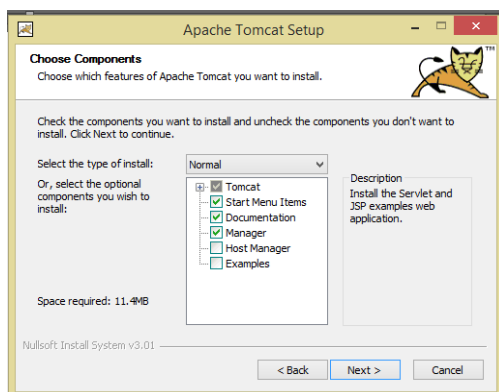 Apache Tomcat Setup
Choose Components
Choose which features of Apache Tomcat you want to install.
TM
Check the components you want to install and uncheck the components you don't want to
install. Click Next to continue.
Select the type of install:
Normal
Or, select the optional
components you wish to
install:
Tomcat
Start Menu Items
Documentation
Manager
Host Manager
Examples
Description
Install the Servlet and
JSP examples web
application.
Space required: 11.4MB
Nullsoft Install System v3.01
< Back
Next >
Cancel